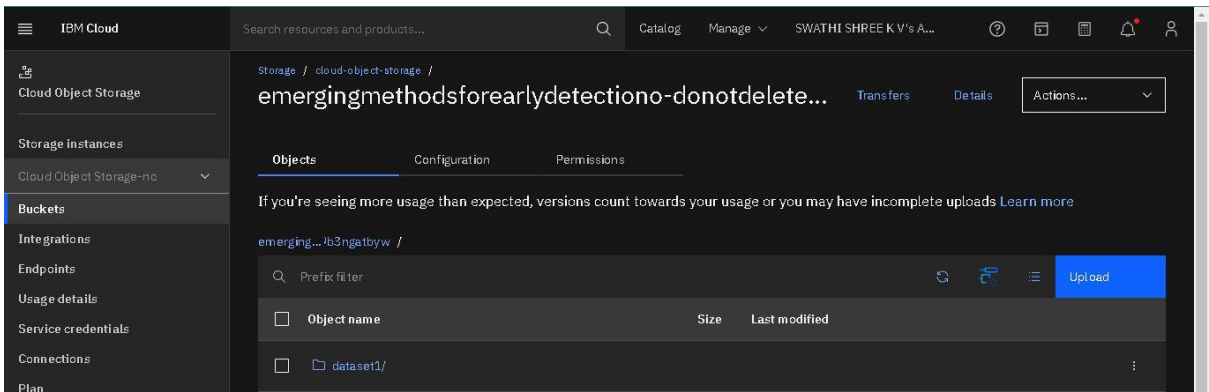 IBM Cloud
Search resources and products...
Catalog
Manage
SWATHI SHREE K V's A...
Cloud Object Storage
Storage instances
Cloud Object Storage-nc
Buckets
Integrations
Endpoints
Usage details
Service credentials
Connections
Plan
Storage / cloud-object-storage /
emergingmethodsforearlydetectiono-donotdelete...
Transfers
Details
Actions...
Objects
Configuration
Permissions
If you're seeing more usage than expected, versions count towards your usage or you may have incomplete uploads Learn more
emerging... b3ngatbyw /
Prefix filter
Upload
Object name
Size
Last modified
dataset1/